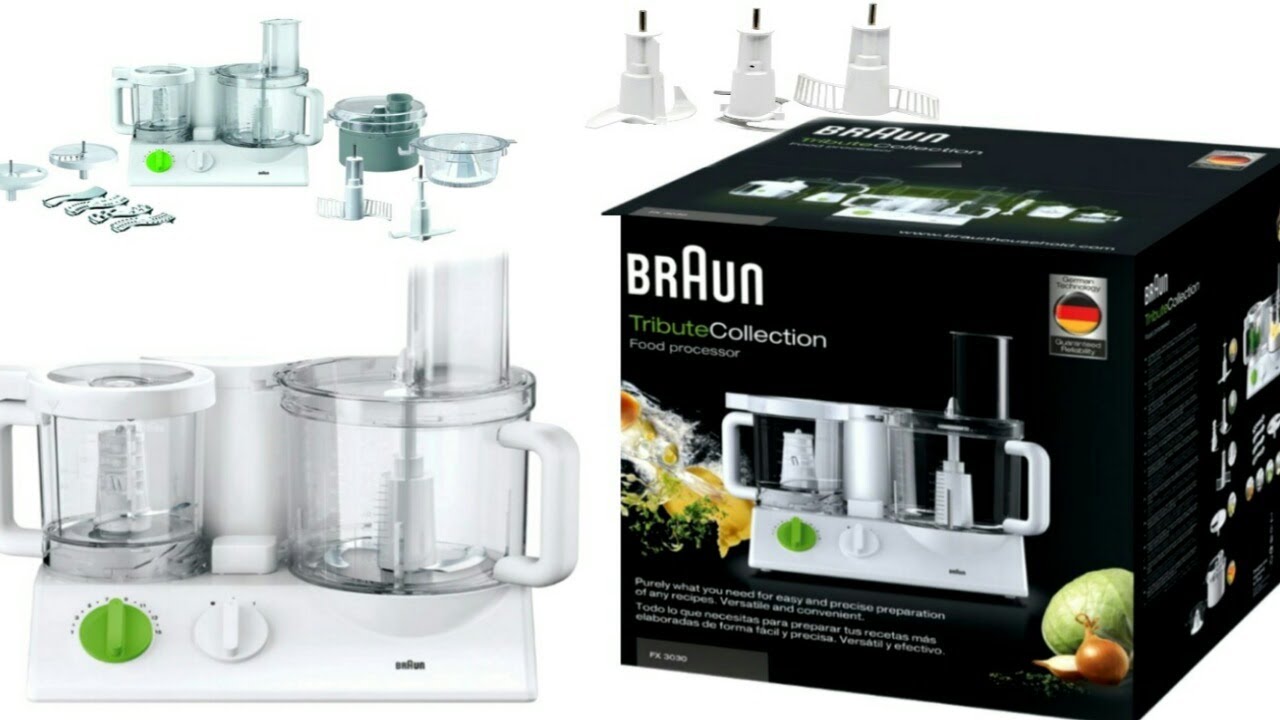 BRAUN
TributeCollection
Food processor
FX 3030
www.braunhousehold.com
BRAUN
TributeCollection
Food processor
German
Technology
Guaranteed
Reliability
Purely what you need for easy and precise preparation
of any recipes. Versatile and convenient.
Todo lo que necesitas para preparar tus recetas más
elaboradas de forma fácil y precisa. Versátil y efectivo.
FX 3030
BRAUN
TributeCollection
BRAUN
BRAUN